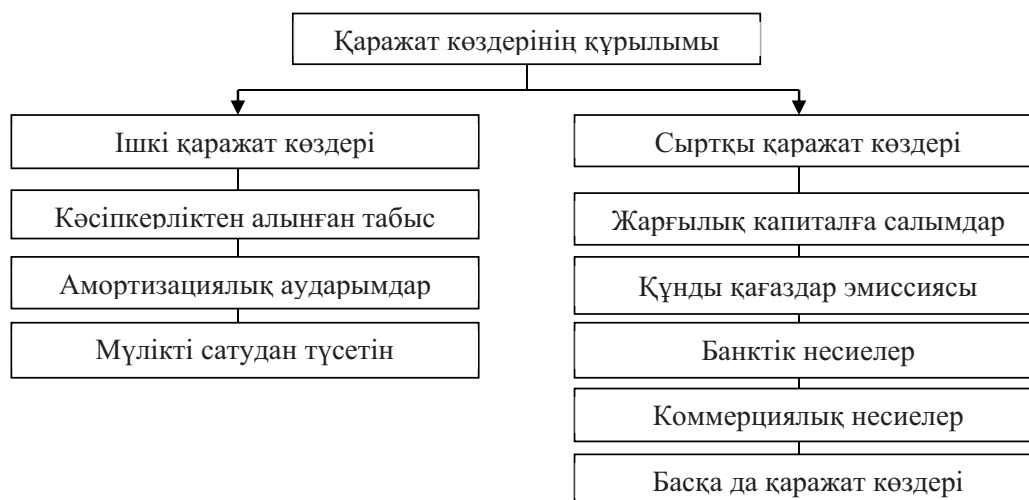 Қаражат көздерінің құрылымы
Ішкі қаражат көздері
Кәсіпкерліктен алынған табыс
Амортизациялық аударымдар
Мүлікті сатудан түсетін
Сыртқы қаражат көздері
Жарғылық капиталға салымдар
Құнды қағаздар эмиссиясы
Банктік несиелер
Коммерциялық несиелер
Басқа да қаражат көздері